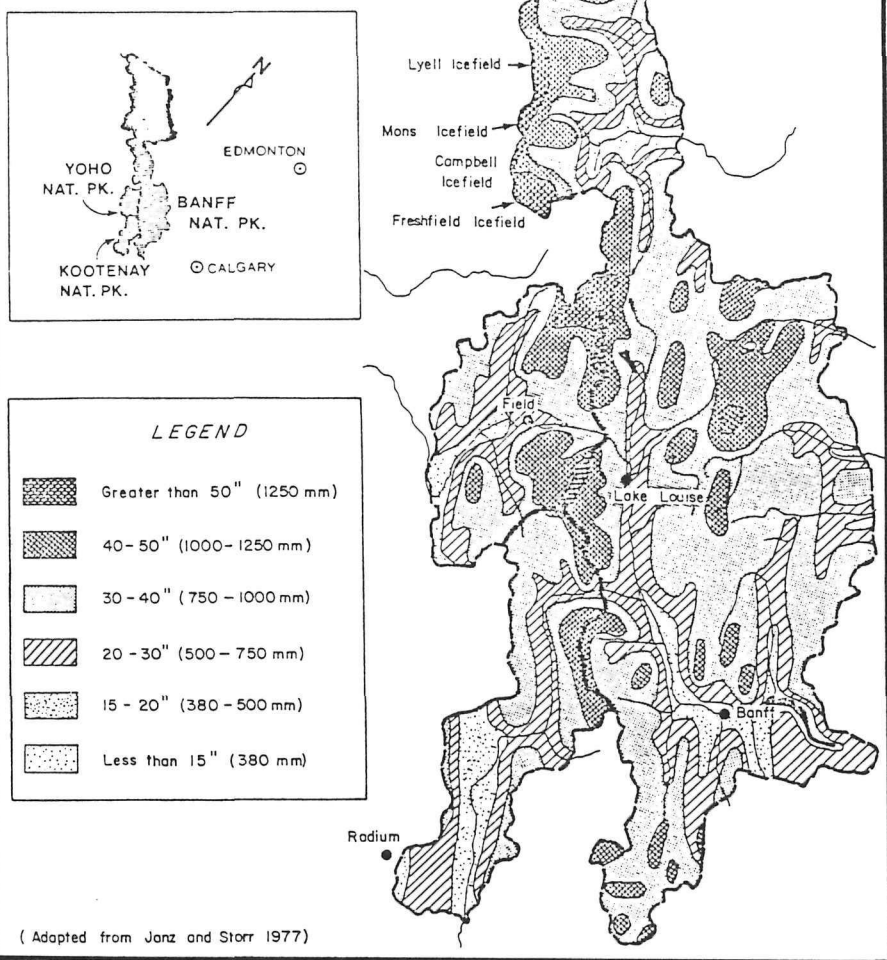 N
EDMONTON
YOHO
NAT. PK.
BANFF
NAT. PK.
KOOTENAY
NAT. PK.
CALGARY
Lyell Icefield
Mons Icefield
Campbell
Icefield
Freshfield Icefield
Field
Lake Louise
Banff
Radium
LEGEND
Greater than 50" (1250 mm)
40-50" (1000-1250 mm)
30-40" (750-1000 mm)
20-30" (500-750 mm)
15-20" (380-500 mm)
Less than 15" (380 mm)
(Adapted from Janz and Storr 1977)